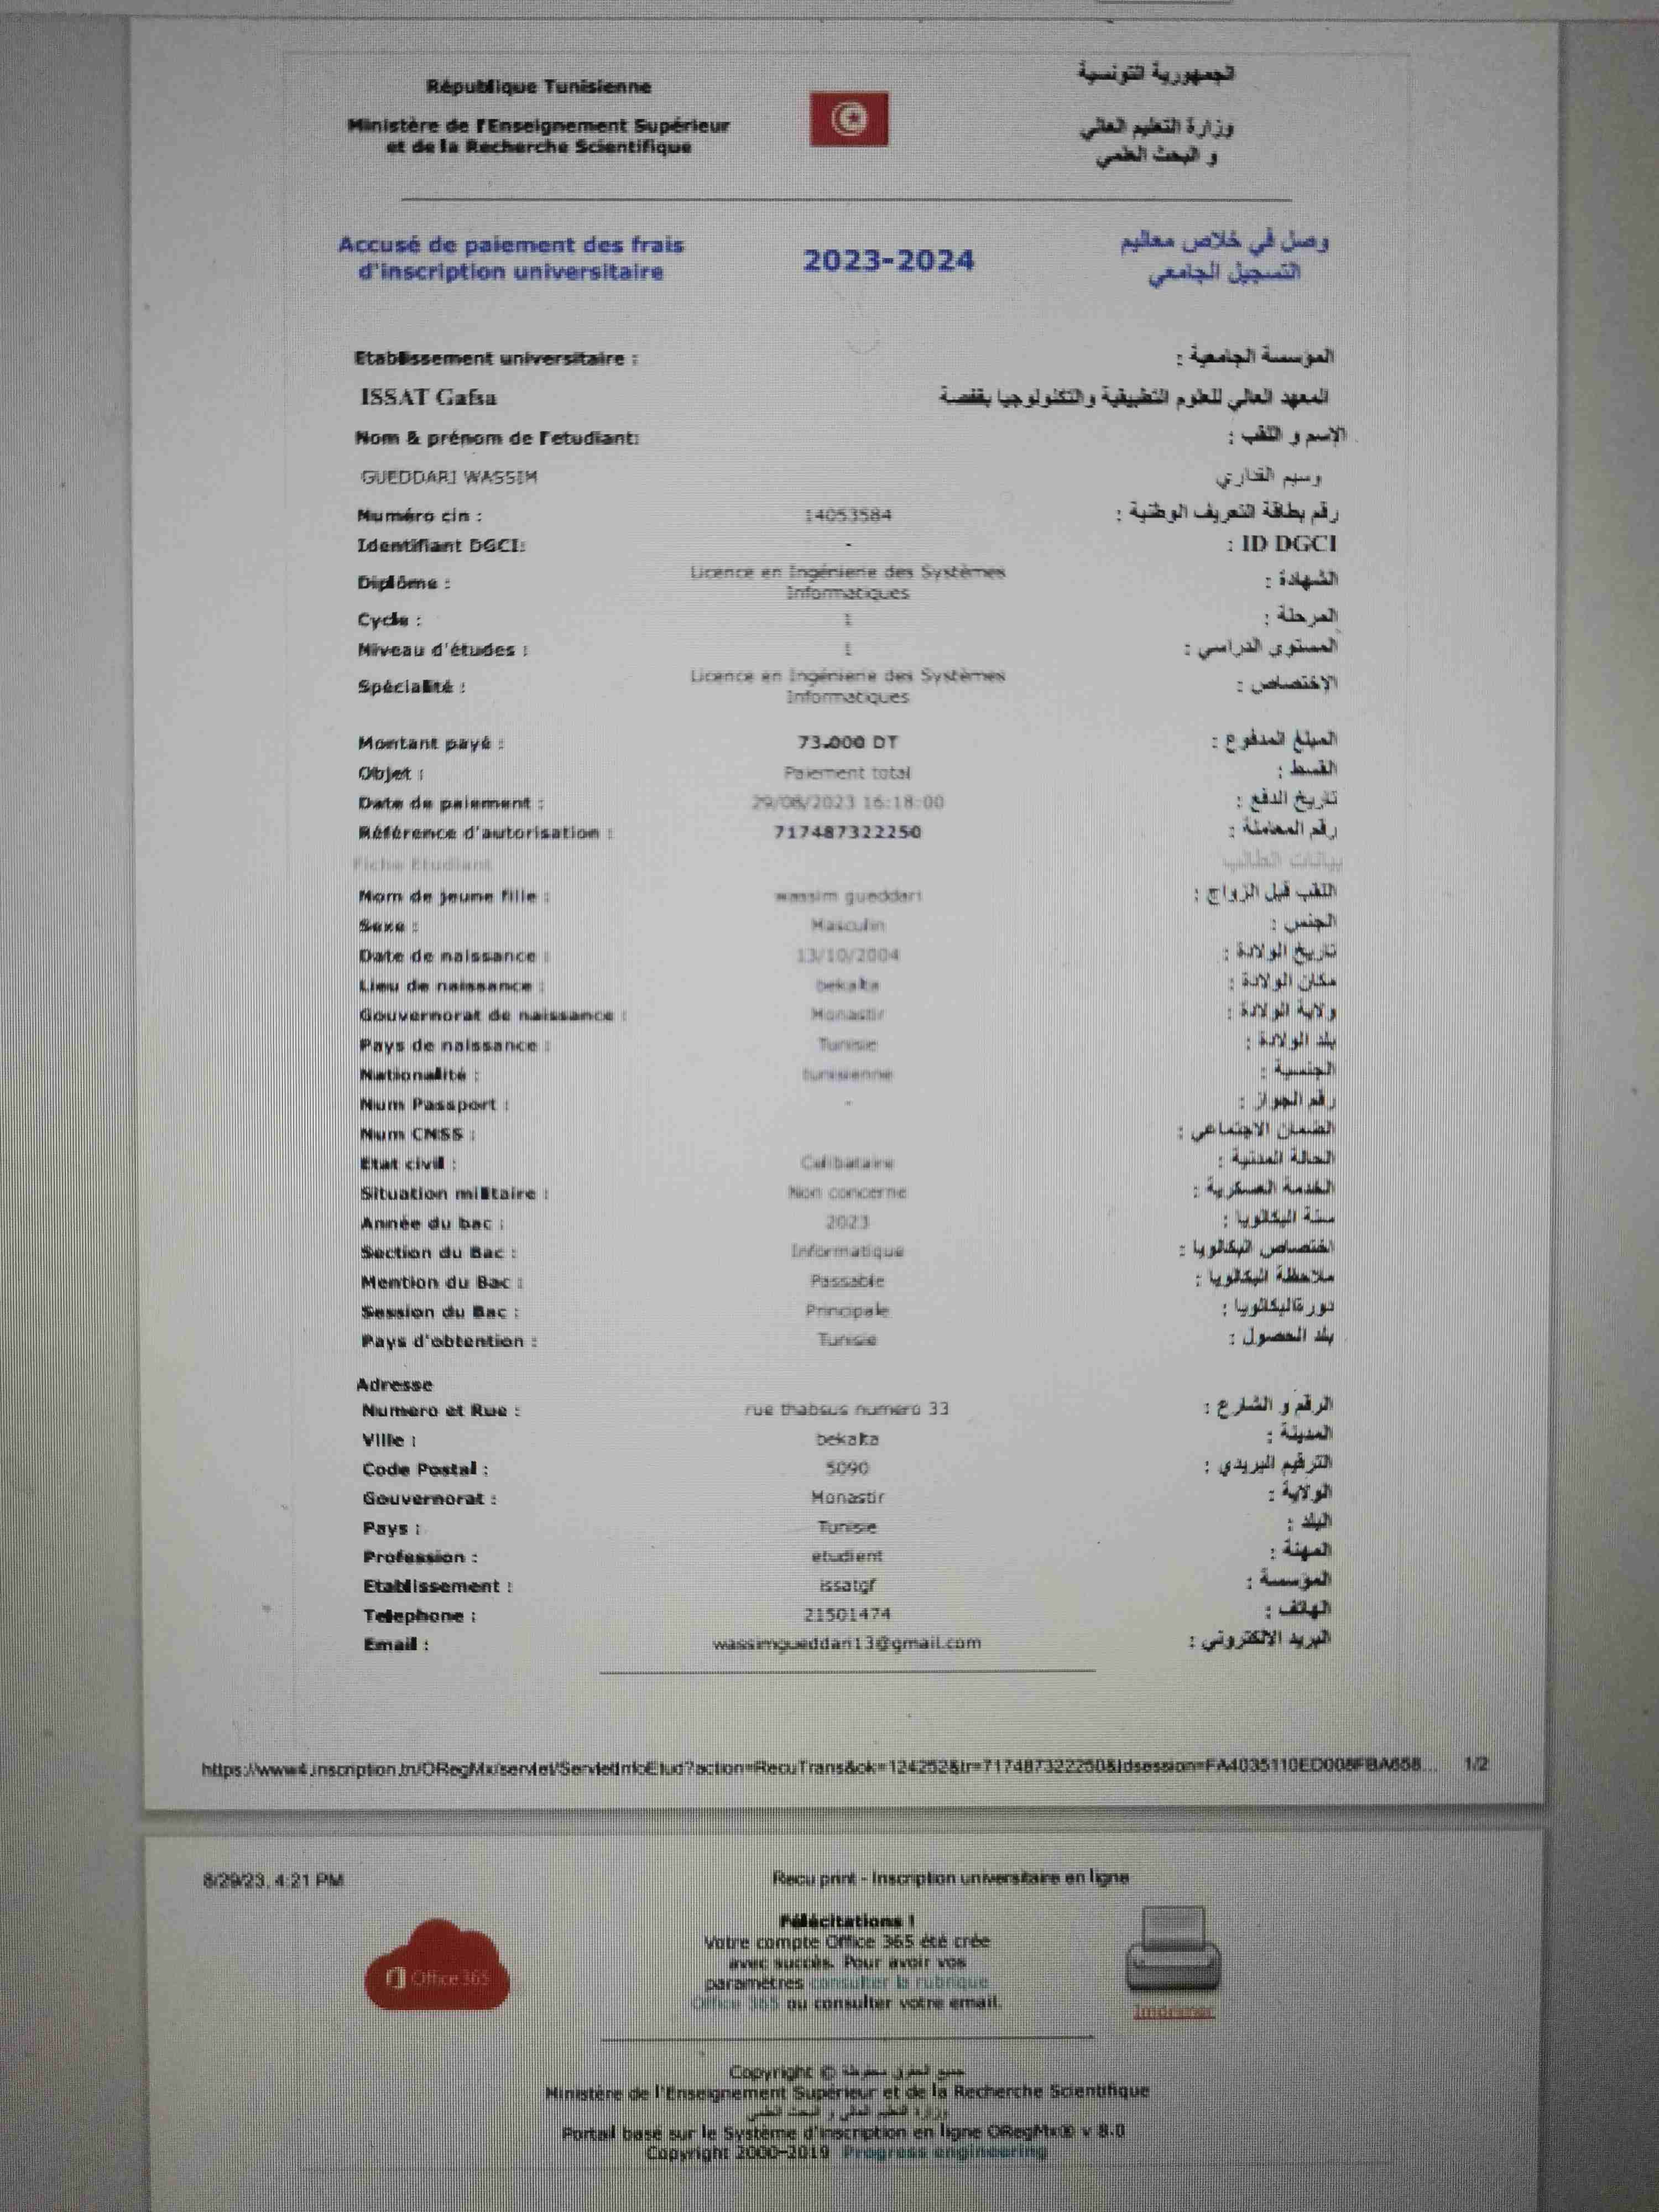 République Tunisienne
الجمهورية التونسية
Ministère de l'Enseignement Supérieur
et de la Recherche Scientifique
وزارة التعليم العالي
و البحث العلمي
Accusé de paiement des frais
d'inscription universitaire
2023-2024
وصل في خلاص معاليم
التسجيل الجامعي
Etablissement universitaire :
المؤسسة الجامعية :
ISSAT Gafsa
المعهد العالي للعلوم التطبيقية والتكنولوجيا بقفصة
Nom & prénom de l'etudiant:
الإسم و اللقب :
GUEDDARI WASSIM
وسيم القداري
Numéro cin : 14053584 رقم بطاقة التعريف الوطنية :
Identifiant DGCI: - ID DGCI :
Diplôme : Licence en Ingénierie des Systèmes Informatiques الشهادة :
Cycle : 1 المرحلة :
Niveau d'études : 1 المستوى الدراسي :
Spécialité : Licence en Ingénierie des Systèmes Informatiques الاختصاص :
Montant payé : 73.000 DT المبلغ المدفوع :
Objet : Paiement total القسط :
Date de paiement : 29/08/2023 16:18:00 تاريخ الدفع :
Référence d'autorisation : 717487322250 رقم المعاملة :
Fiche Etudiant بيانات الطالب
Nom de jeune fille : wassim gueddari اللقب قبل الزواج :
Sexe : Masculin الجنس :
Date de naissance : 13/10/2004 تاريخ الولادة :
Lieu de naissance : bekalta مكان الولادة :
Gouvernorat de naissance : Monastir ولاية الولادة :
Pays de naissance : Tunisie بلد الولادة :
Nationalité : tunisienne الجنسية :
Num Passport : - رقم الجواز :
Num CNSS : الضمان الاجتماعي :
Etat civil : Celibataire الحالة المدنية :
Situation militaire : Non concerne الخدمة العسكرية :
Année du bac : 2023 سنة البكالويا :
Section du Bac : Informatique اختصاص البكالويا :
Mention du Bac : Passable ملاحظة البكالويا :
Session du Bac : Principale دورةالبكالويا :
Pays d'obtention : Tunisie بلد الحصول :
Adresse
Numero et Rue : rue thabsus numero 33 الرقم و الشارع :
Ville : bekalta المدينة :
Code Postal : 5090 الترقيم البريدي :
Gouvernorat : Monastir الولاية :
Pays : Tunisie البلد :
Profession : etudient المهنة :
Etablissement : issatgf المؤسسة :
Telephone : 21501474 الهاتف :
Email : wassimgueddari13@gmail.com البريد الالكتروني :
https://www4.inscription.tn/ORegMx/servlet/ServletInfoEtud?action=RecuTrans&ok=124252&tr=717487322250&idsession=FA4035110ED008FBA658... 1/2
8/29/23, 4:21 PM Recu print - Inscription universitaire en ligne
Félécitations !
Votre compte Office 365 été crée
avec succès. Pour avoir vos
paramètres consulter la rubrique
Office 365 ou consulter votre email.
Office 365
Imprimer
Copyright © جميع الحقوق محفوظة
Ministère de l'Enseignement Supérieur et de la Recherche Scientifique
وزارة التعليم العالي و البحث العلمي
Portail basé sur le Système d'inscription en ligne ORegMx® v 8.0
Copyright 2000-2019 Progress engineering